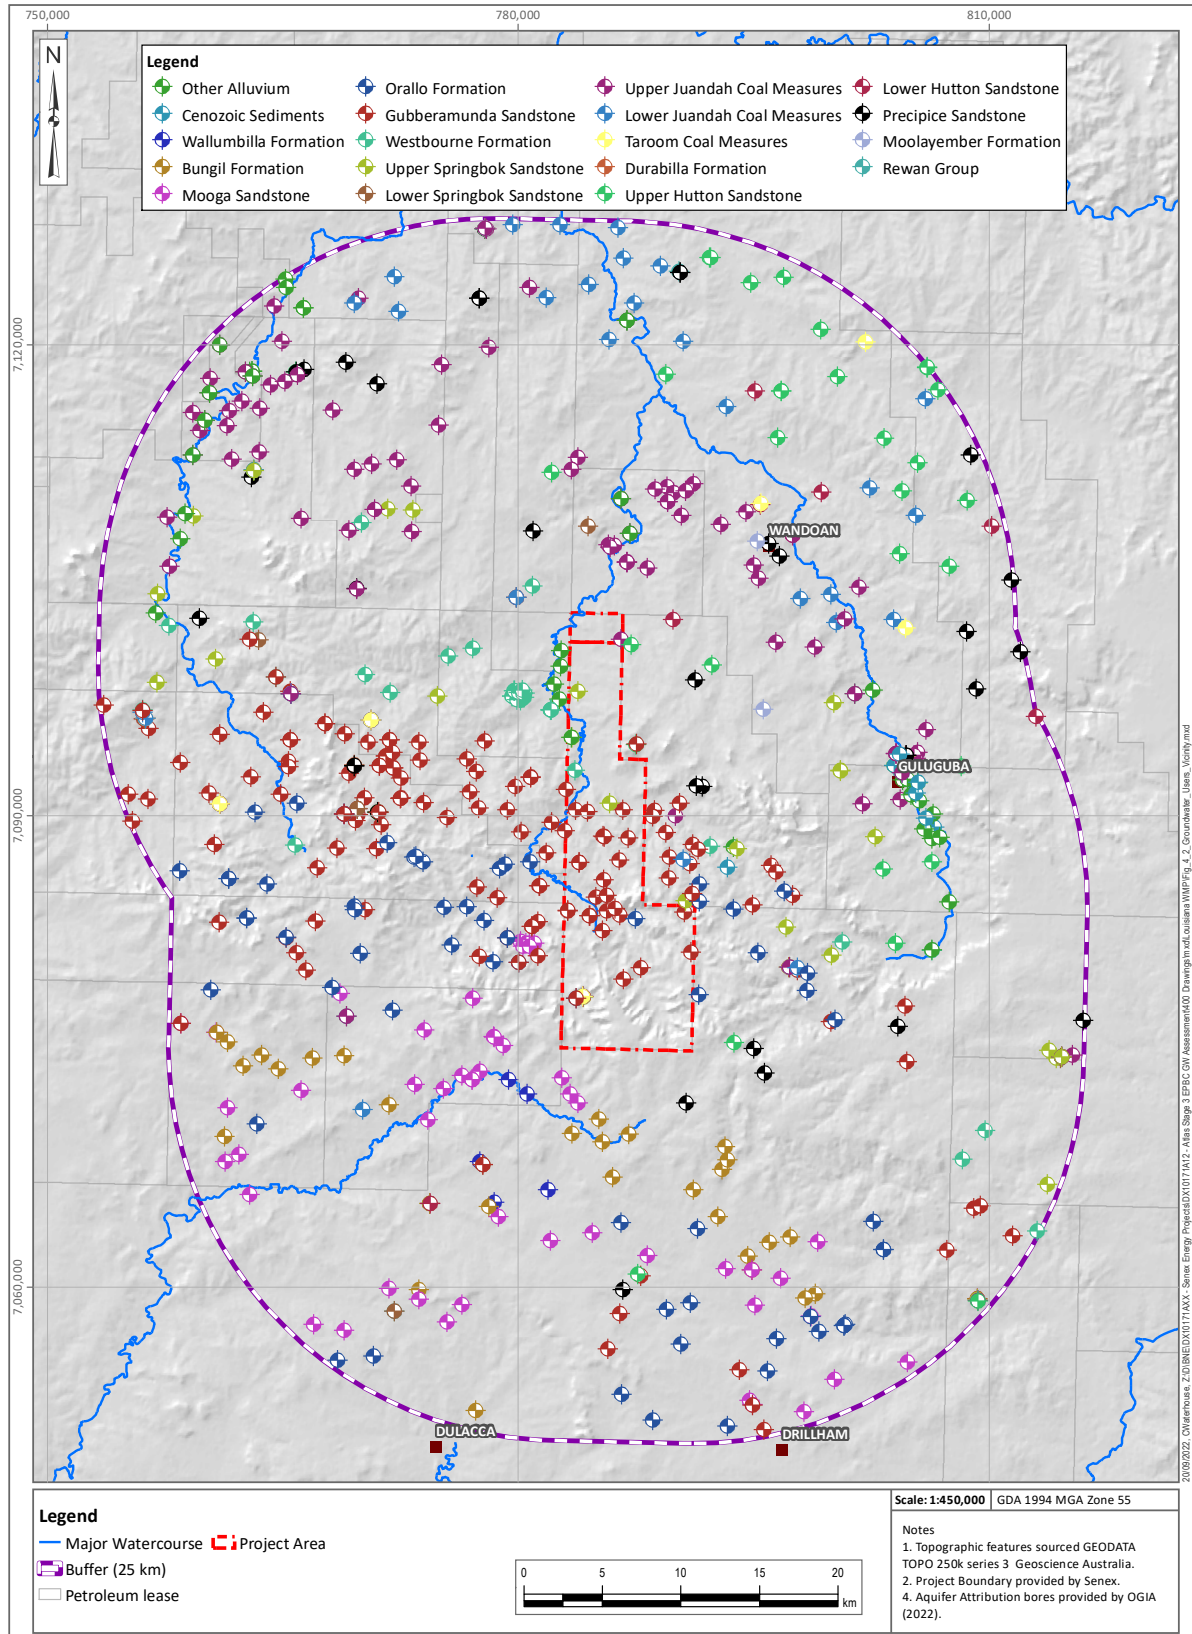 750,000 780,000 810,000
N
Legend
Other Alluvium
Cenozoic Sediments
Wallumbilla Formation
Bungil Formation
Mooga Sandstone
Orallo Formation
Gubberamunda Sandstone
Westbourne Formation
Upper Springbok Sandstone
Lower Springbok Sandstone
Upper Juandah Coal Measures
Lower Juandah Coal Measures
Taroom Coal Measures
Durabilla Formation
Upper Hutton Sandstone
Lower Hutton Sandstone
Precipice Sandstone
Moolayember Formation
Rewan Group
7,120,000
WANDOAN
GULUGUBA
7,090,000
7,060,000
DULACCA
DRILLHAM
Legend
Major Watercourse
Project Area
Buffer (25 km)
Petroleum lease
0 5 10 15 20
km
Scale: 1:450,000
GDA 1994 MGA Zone 55
Notes
1. Topographic features sourced GEODATA
TOPO 250k series 3 Geoscience Australia.
2. Project Boundary provided by Senex.
4. Aquifer Attribution bores provided by OGIA
(2022).